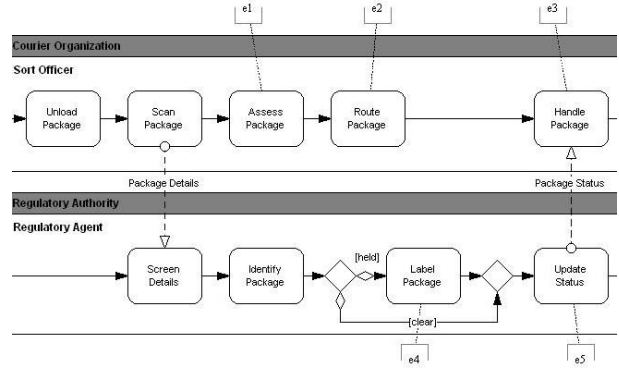 e1
e2
e3
Courier Organization
Sort Officer
Unload
Package
Scan
Package
Assess
Package
Route
Package
Handle
Package
Package Details
Package Status
Regulatory Authority
Regulatory Agent
Screen
Details
Identify
Package
[held]
Label
Package
Update
Status
[clear]
e4
e5